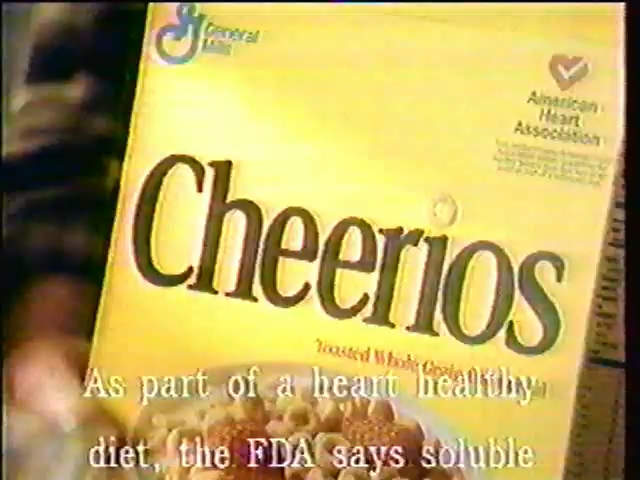 General
Mills
American
Heart
Association
Cheerios
Toasted Whole Grain
As part of a heart healthy
diet, the FDA says soluble